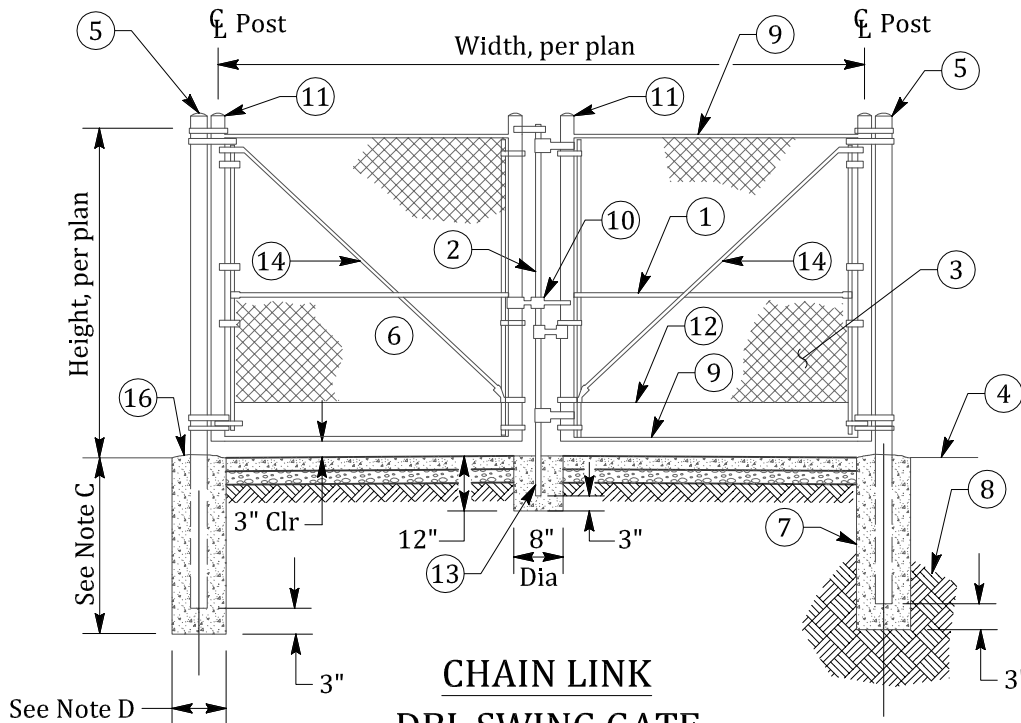 ℄ Post
℄ Post
5
Width, per plan
9
5
11
11
Height, per plan
10
1
2
14
14
3
6
12
9
16
4
See Note C
3" Clr
12"
8"
Dia
3"
13
7
8
3"
3"
See Note D
CHAIN LINK
DBL SWING GATE